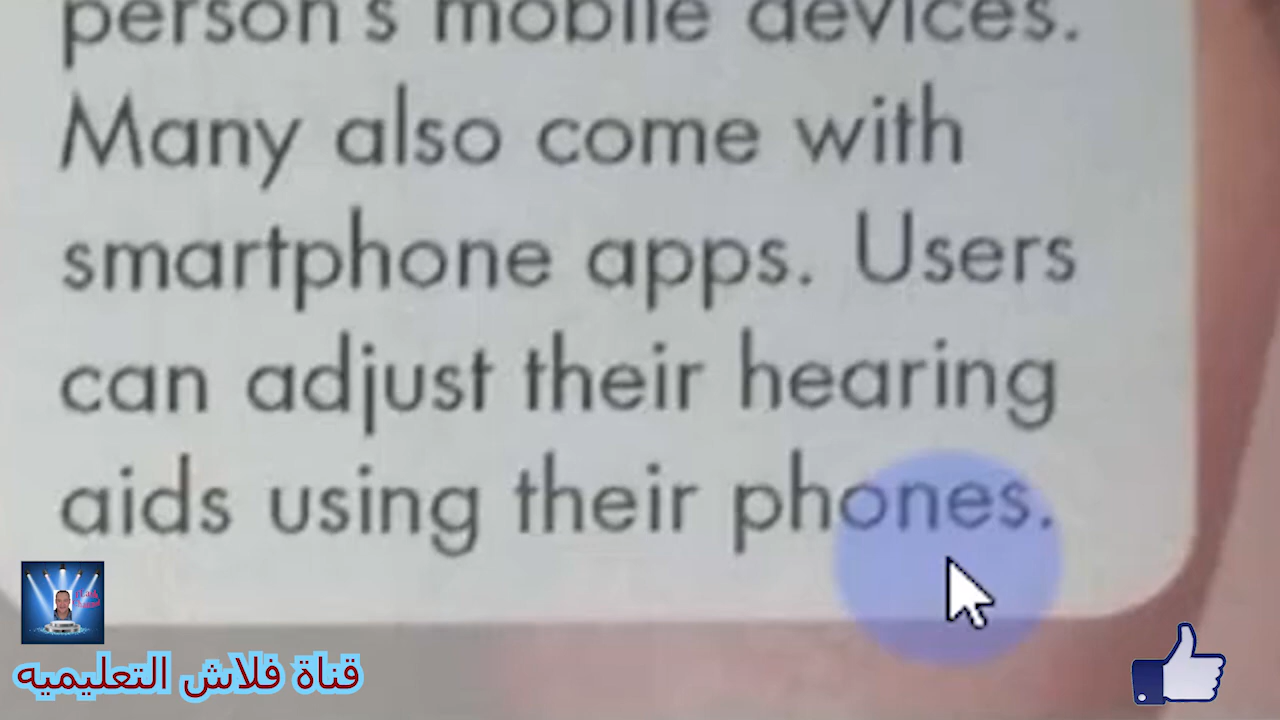 person's mobile devices.
Many also come with
smartphone apps. Users
can adjust their hearing
aids using their phones.
قناة فلاش التعليميه